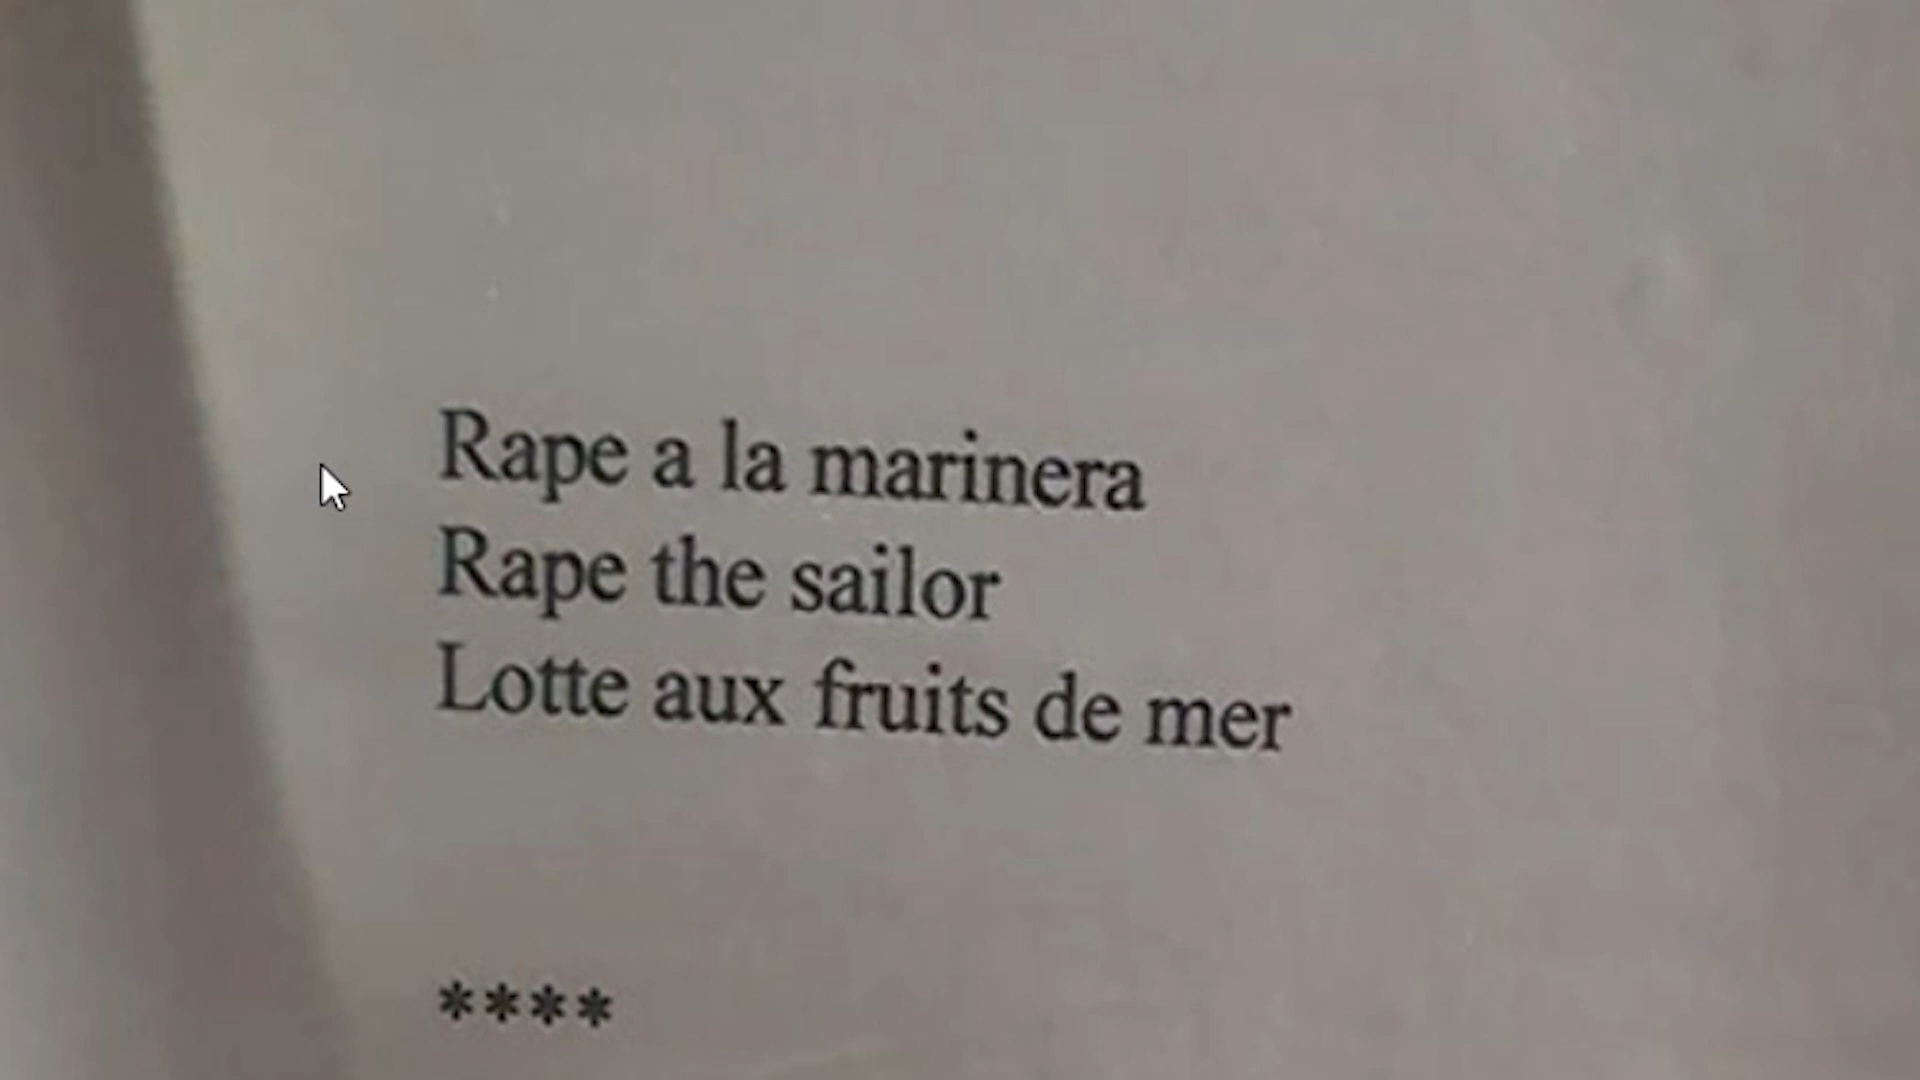 Rape a la marinera
Rape the sailor
Lotte aux fruits de mer
****